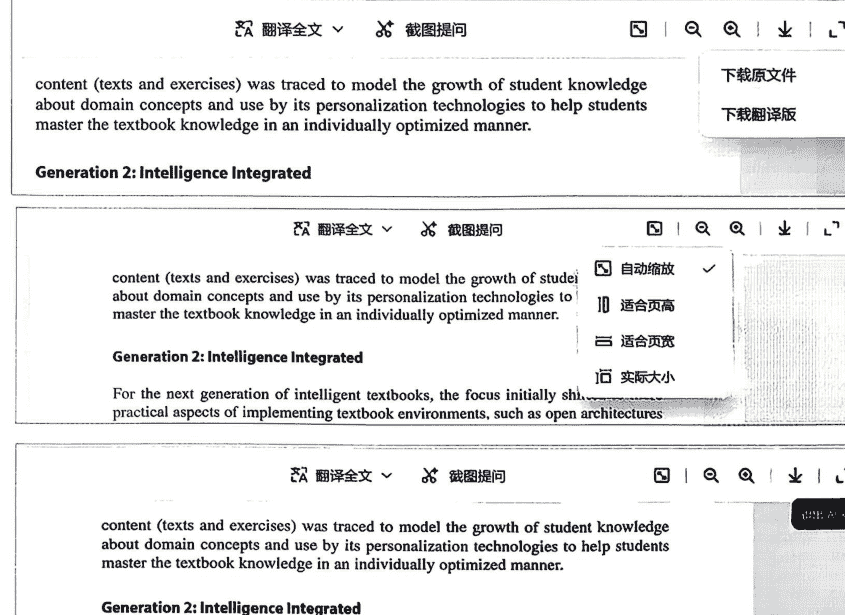 翻译全文 截图提问
下载原文件
下载翻译版
content (texts and exercises) was traced to model the growth of student knowledge
about domain concepts and use by its personalization technologies to help students
master the textbook knowledge in an individually optimized manner.
Generation 2: Intelligence Integrated
翻译全文 截图提问
自动缩放
适合页高
适合页宽
实际大小
content (texts and exercises) was traced to model the growth of
about domain concepts and use by its personalization technologies to
master the textbook knowledge in an individually optimized manner.
Generation 2: Intelligence Integrated
For the next generation of intelligent textbooks, the focus initially
practical aspects of implementing textbook environments, such as open architectures
翻译全文 截图提问
content (texts and exercises) was traced to model the growth of student knowledge
about domain concepts and use by its personalization technologies to help students
master the textbook knowledge in an individually optimized manner.
Generation 2: Intelligence Integrated